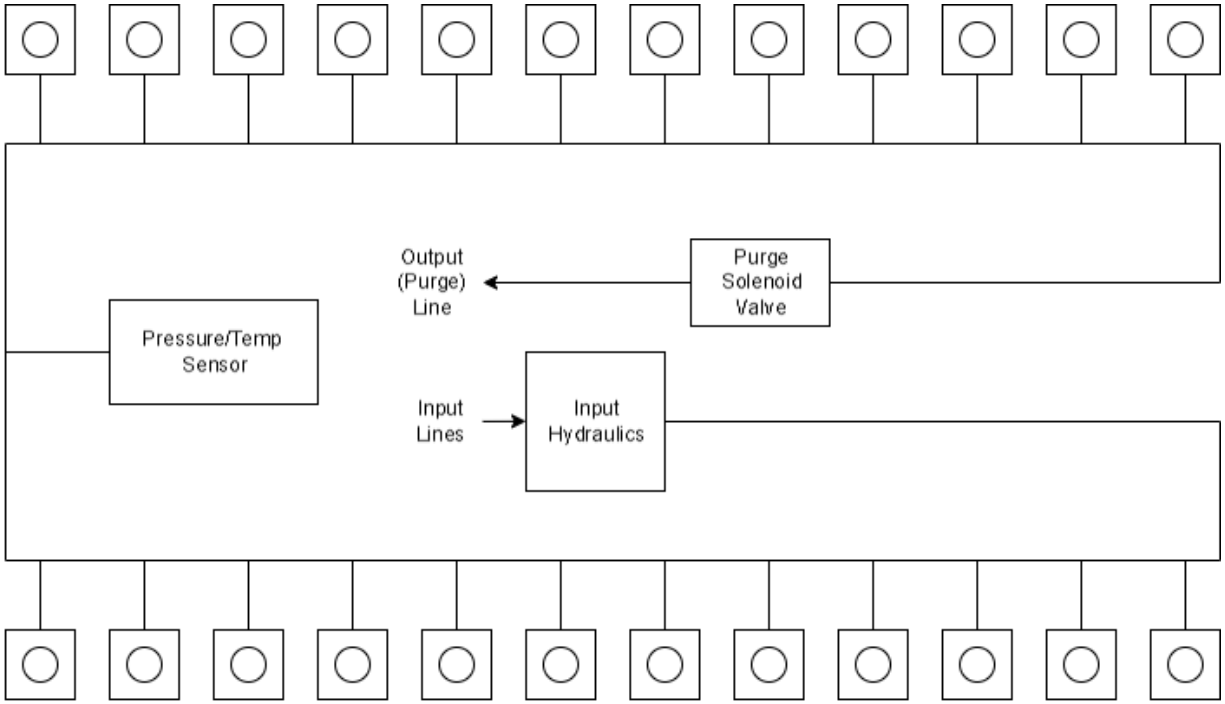 Output
(Purge)
Line
Purge
Solenoid
Valve
Pressure/Temp
Sensor
Input
Lines
Input
Hydraulics